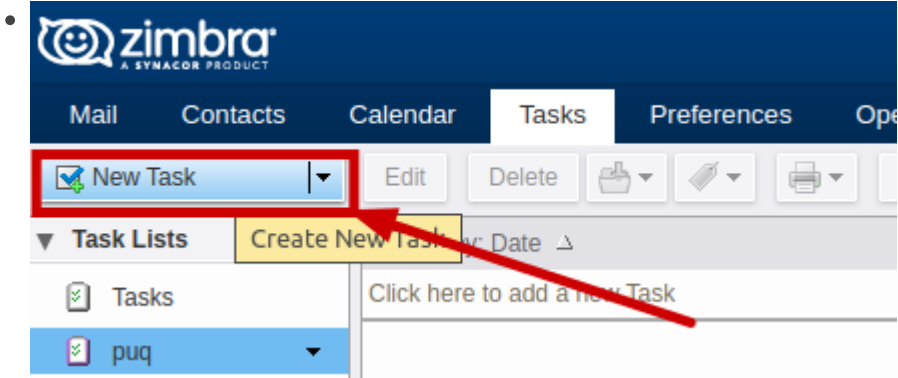 zimbra
A SYNACOR PRODUCT
Mail Contacts Calendar Tasks Preferences Ope
New Task Edit Delete
Task Lists Create New Task y: Date
Tasks Click here to add a new Task
puq